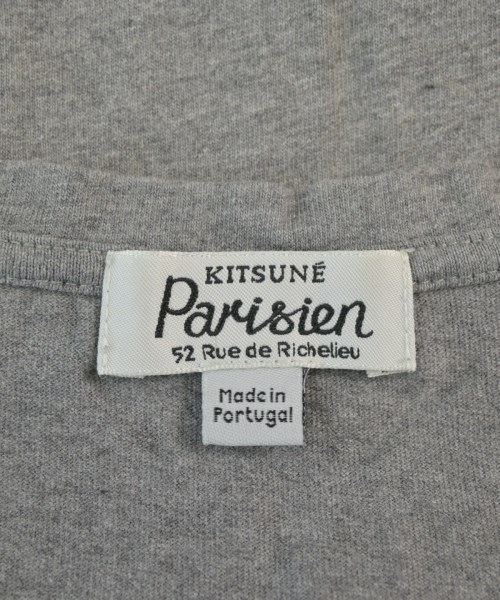 KITSUNÉ
Parisien
52 Rue de Richelieu
Made in
Portugal